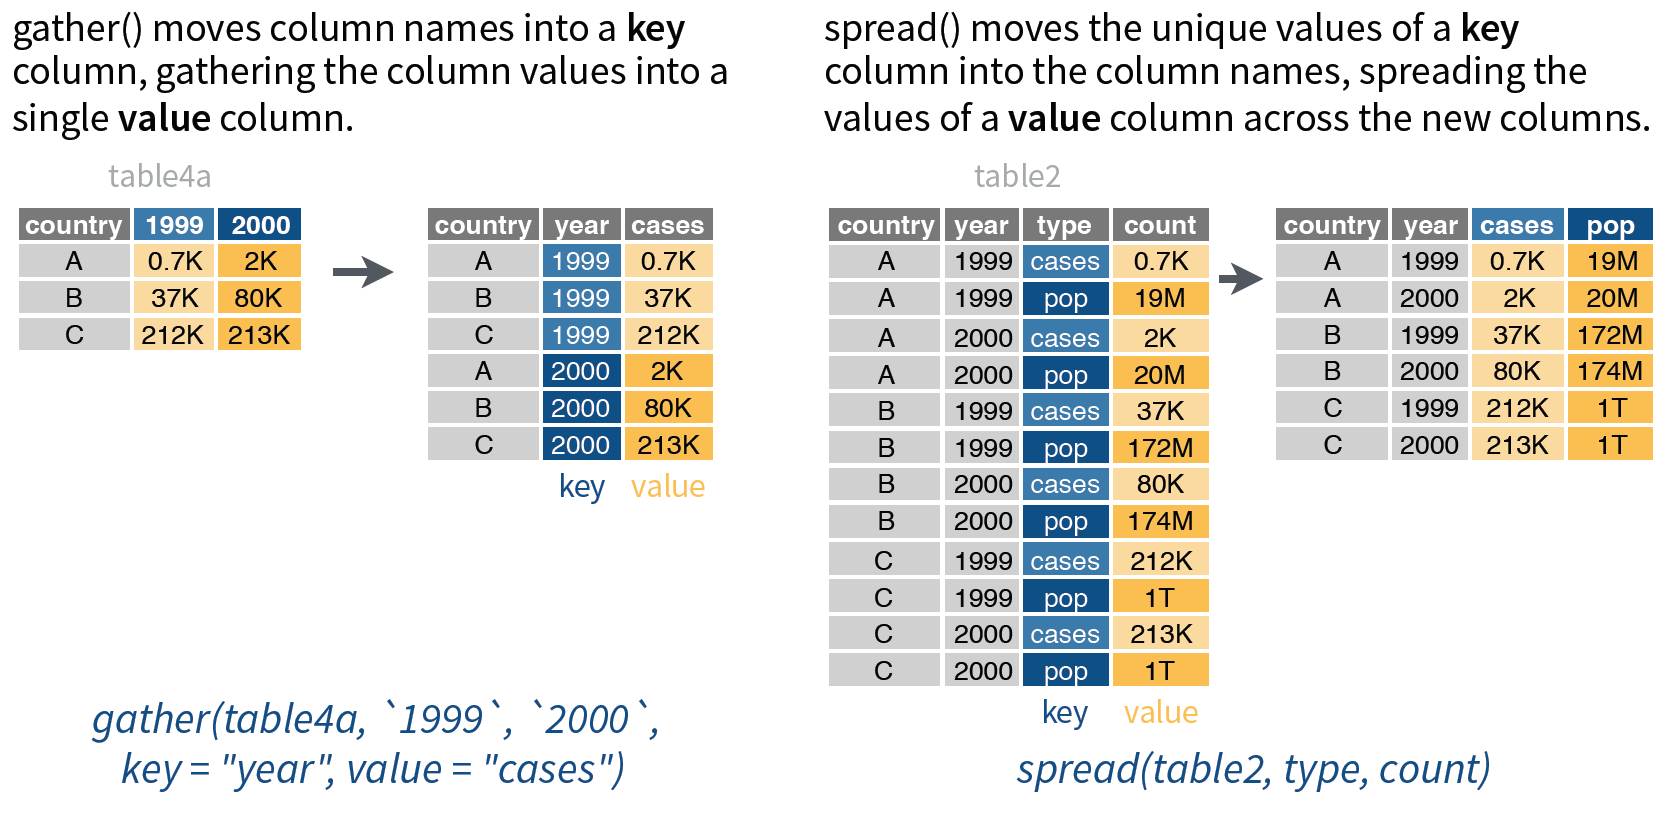 gather() moves column names into a key
column, gathering the column values into a
single value column.
table4a
country 1999 2000
A 0.7K 2K
B 37K 80K
C 212K 213K
country year cases
A 1999 0.7K
B 1999 37K
C 1999 212K
A 2000 2K
B 2000 80K
C 2000 213K
key value
gather(table4a, `1999`, `2000`,
key = "year", value = "cases")
spread() moves the unique values of a key
column into the column names, spreading the
values of a value column across the new columns.
table2
country year type count
A 1999 cases 0.7K
A 1999 pop 19M
A 2000 cases 2K
A 2000 pop 20M
B 1999 cases 37K
B 1999 pop 172M
B 2000 cases 80K
B 2000 pop 174M
C 1999 cases 212K
C 1999 pop 1T
C 2000 cases 213K
C 2000 pop 1T
key value
country year cases pop
A 1999 0.7K 19M
A 2000 2K 20M
B 1999 37K 172M
B 2000 80K 174M
C 1999 212K 1T
C 2000 213K 1T
spread(table2, type, count)